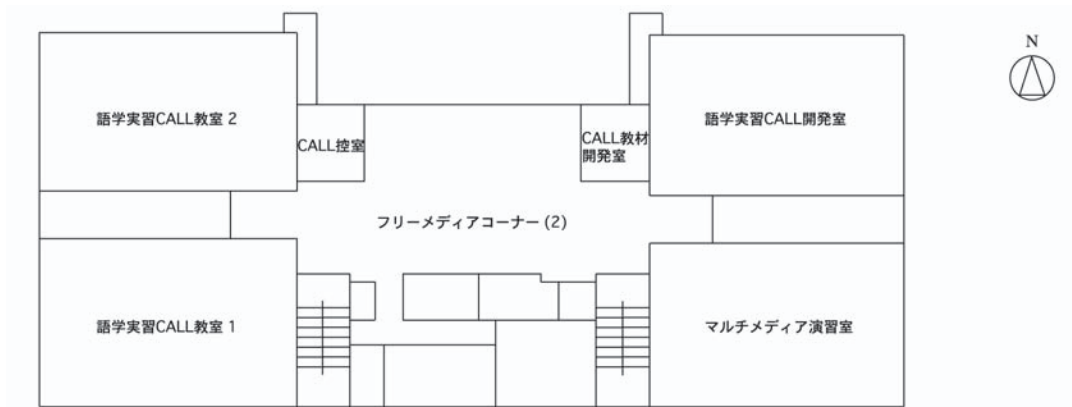 N
語学実習CALL教室 2
語学実習CALL開発室
CALL控室
CALL教材
開発室
フリーメディアコーナー (2)
語学実習CALL教室 1
マルチメディア演習室